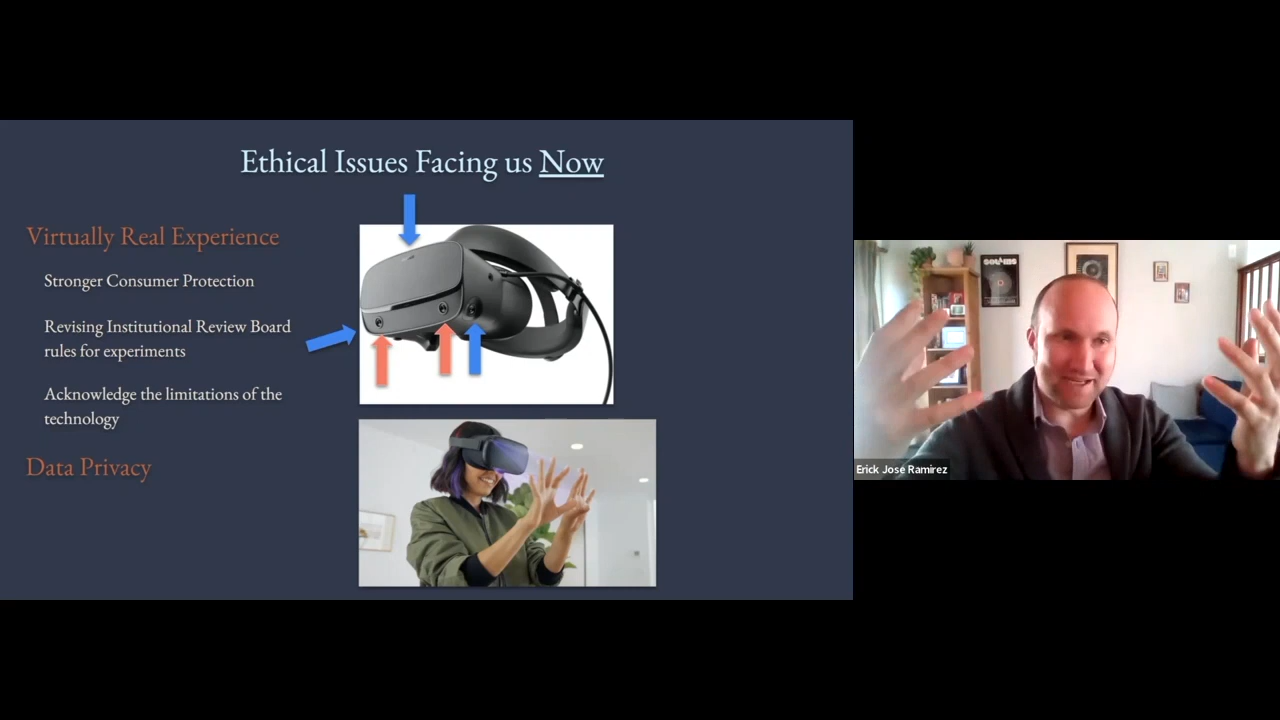 Ethical Issues Facing us Now
Virtually Real Experience
Stronger Consumer Protection
Revising Institutional Review Board
rules for experiments
Acknowledge the limitations of the
technology
Data Privacy
Erick Jose Ramirez